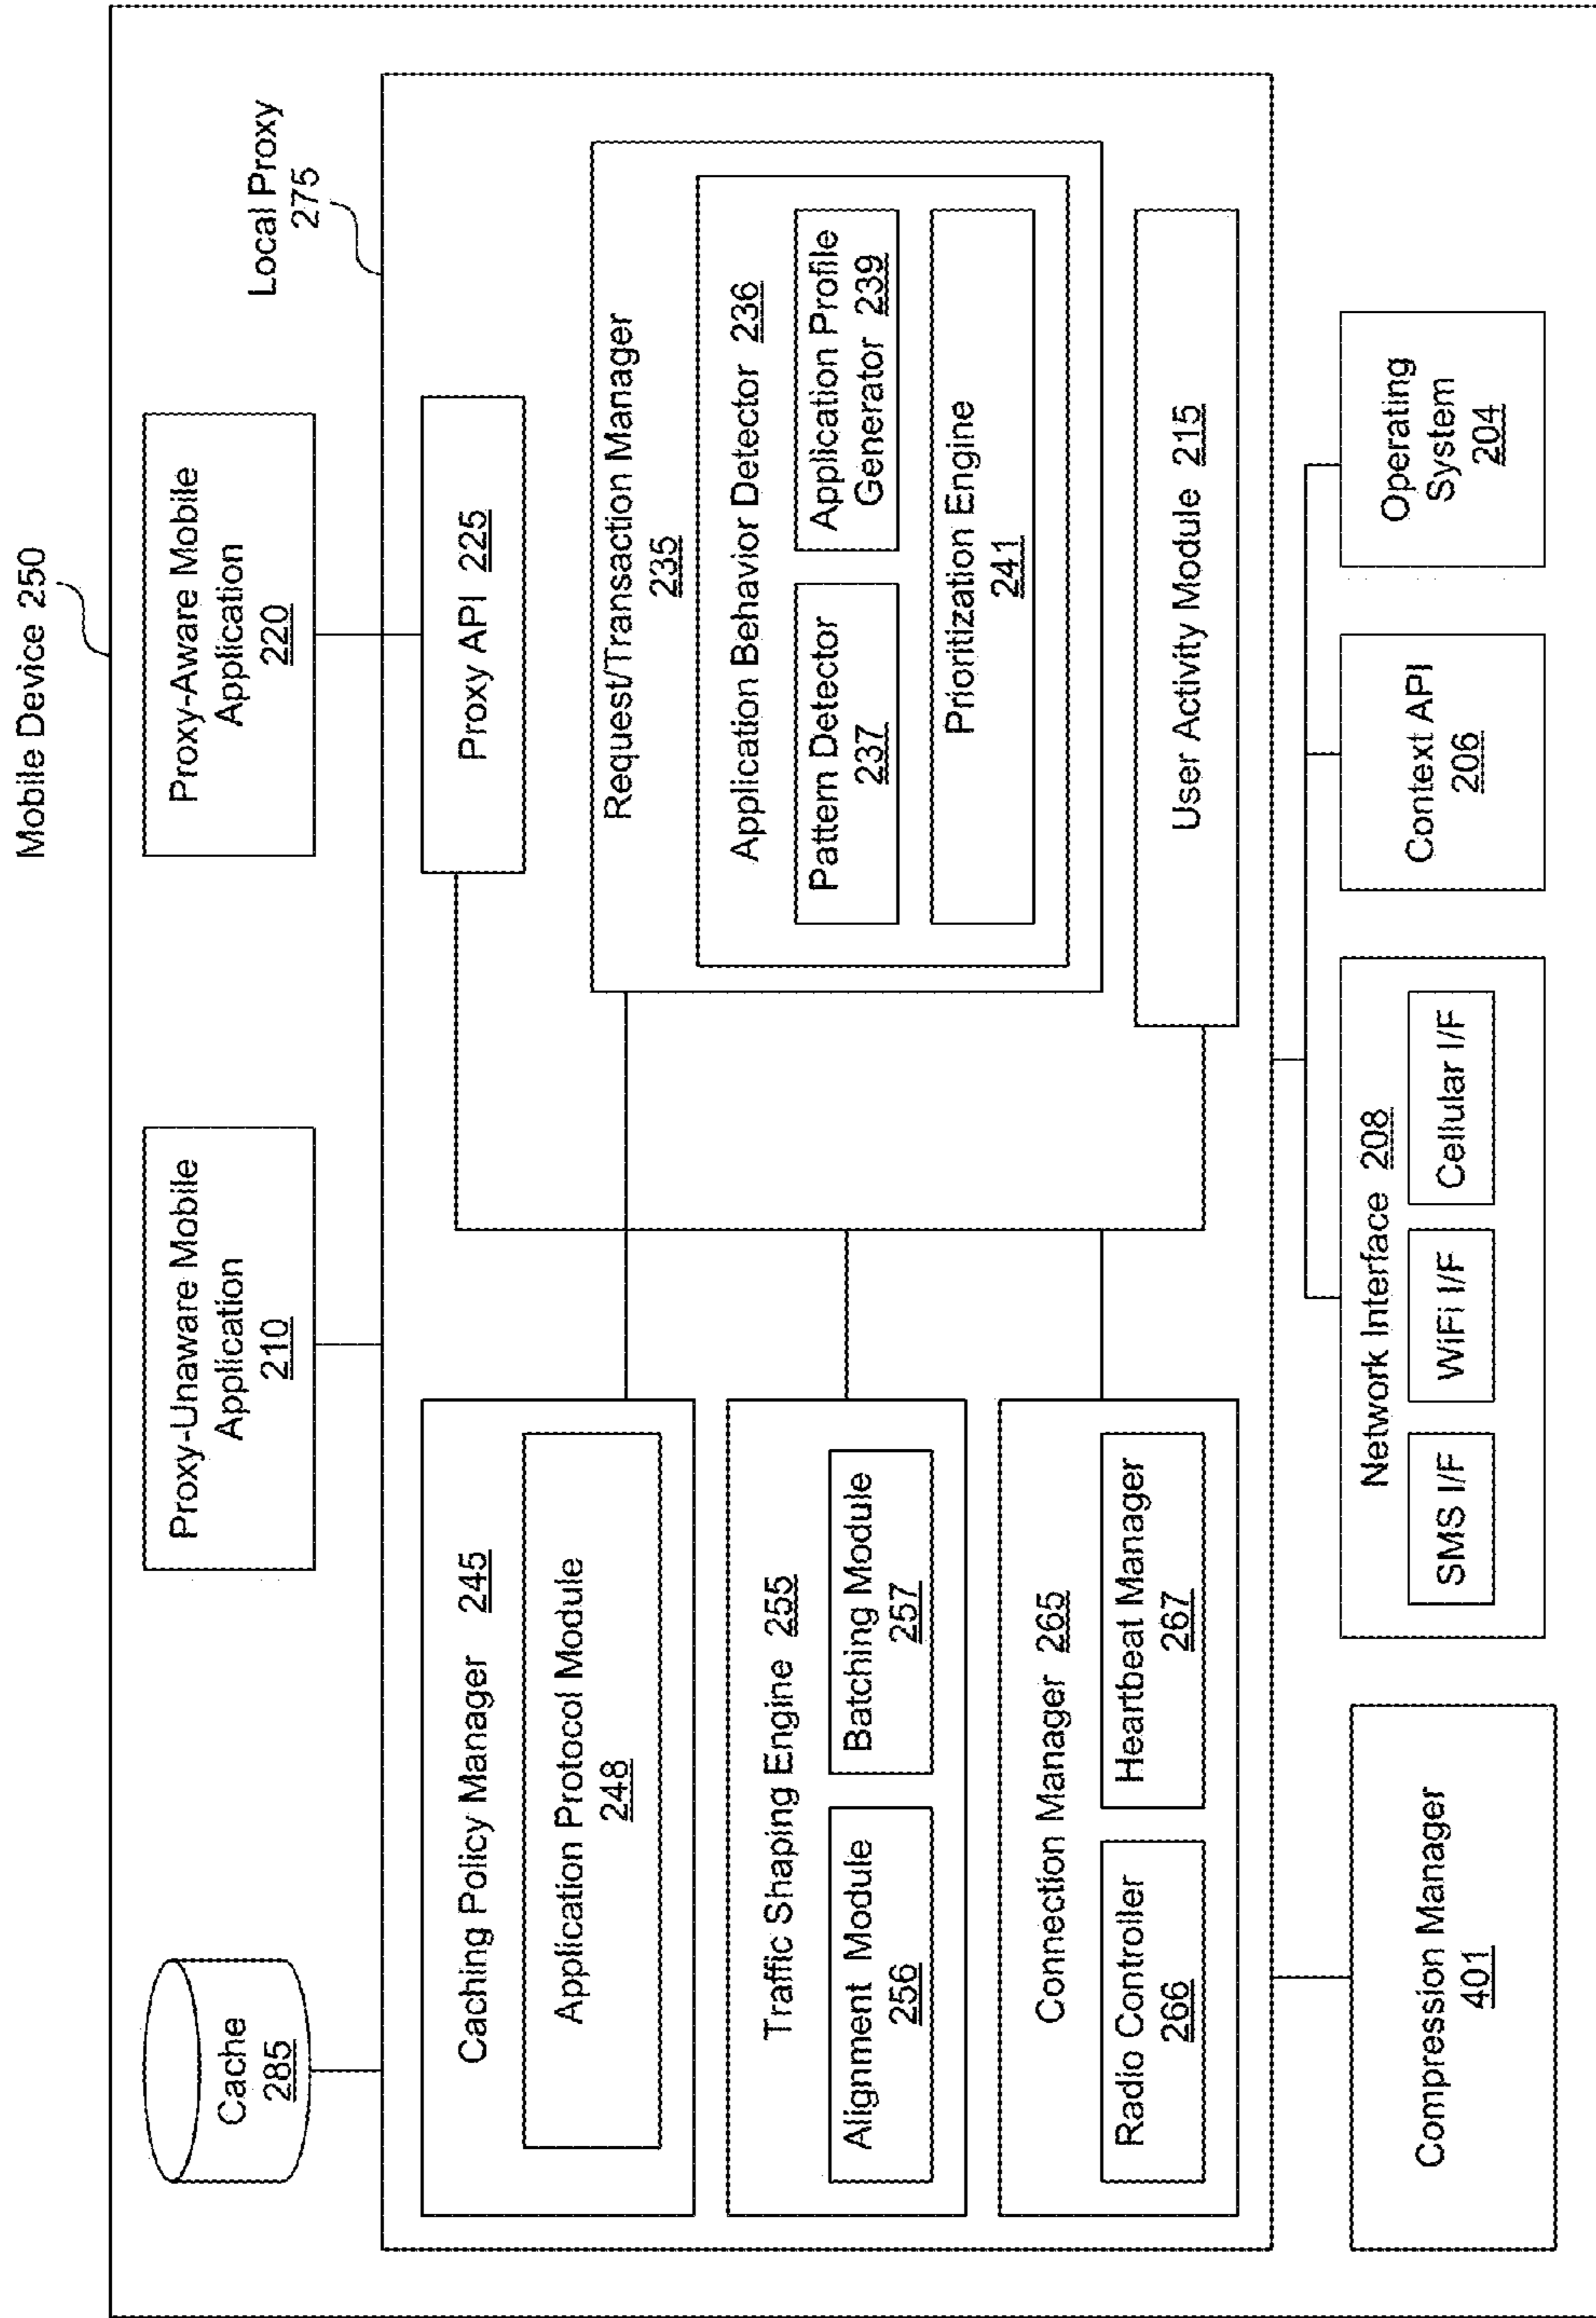 Mobile Device 250
Cache
285
Proxy-Unaware Mobile
Application
210
Proxy-Aware Mobile
Application
220
Local Proxy
275
Caching Policy Manager 245
Application Protocol Module
248
Proxy API 225
Traffic Shaping Engine 255
Alignment Module
256
Batching Module
257
Request/Transaction Manager
235
Application Behavior Detector 236
Pattern Detector
237
Application Profile
Generator 239
Prioritization Engine
241
Connection Manager 265
Radio Controller
266
Heartbeat Manager
267
User Activity Module 215
Compression Manager
401
Network Interface 208
SMS I/F
WiFi I/F
Cellular I/F
Context API
206
Operating
System
204